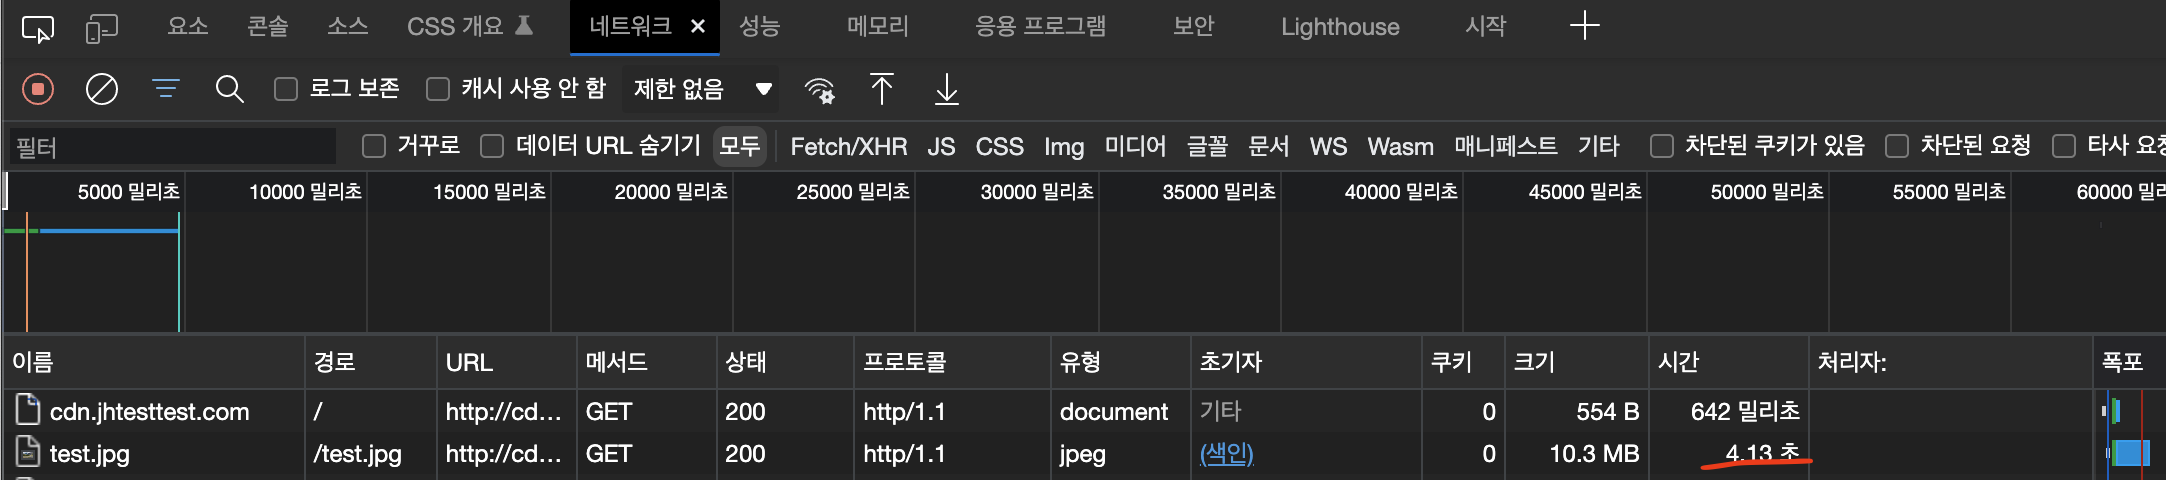 요소 콘솔 소스 CSS 개요 네트워크 성능 메모리 응용 프로그램 보안 Lighthouse 시작
로그 보존 캐시 사용 안 함 제한 없음
필터 거꾸로 데이터 URL 숨기기 모두 Fetch/XHR JS CSS Img 미디어 글꼴 문서 WS Wasm 매니페스트 기타 차단된 쿠키가 있음 차단된 요청 타사
5000 밀리초 10000 밀리초 15000 밀리초 20000 밀리초 25000 밀리초 30000 밀리초 35000 밀리초 40000 밀리초 45000 밀리초 50000 밀리초 55000 밀리초 60000
이름 경로 URL 메서드 상태 프로토콜 유형 초기자 쿠키 크기 시간 처리자: 폭포
cdn.jhtesttest.com / http://cd... GET 200 http/1.1 document 기타 0 554 B 642 밀리초
test.jpg /test.jpg http://cd... GET 200 http/1.1 jpeg (색인) 0 10.3 MB 4.13 초